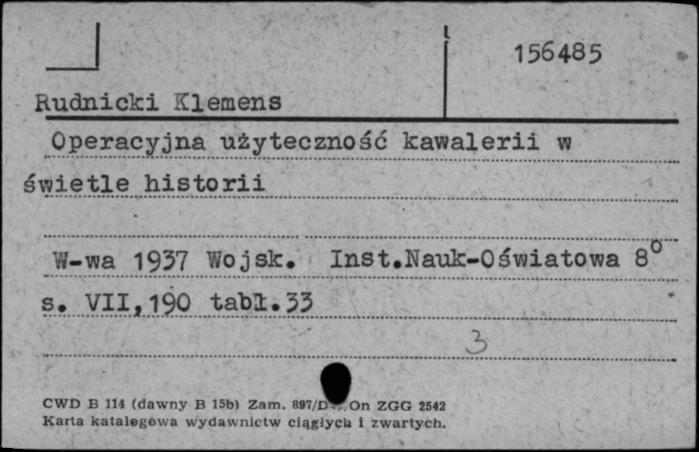 156485
Rudnicki Klemens
Operacyjna użyteczność kawalerii w
świetle historii
W-wa 1937 Wojsk. Inst.Nauk-Oświatowa 8°
s. VII,190 tabl.33
3
CWD B 114 (dawny B 15b) Zam. 897/D On ZGG 2542
Karta katalogowa wydawnictw ciągłych i zwartych.